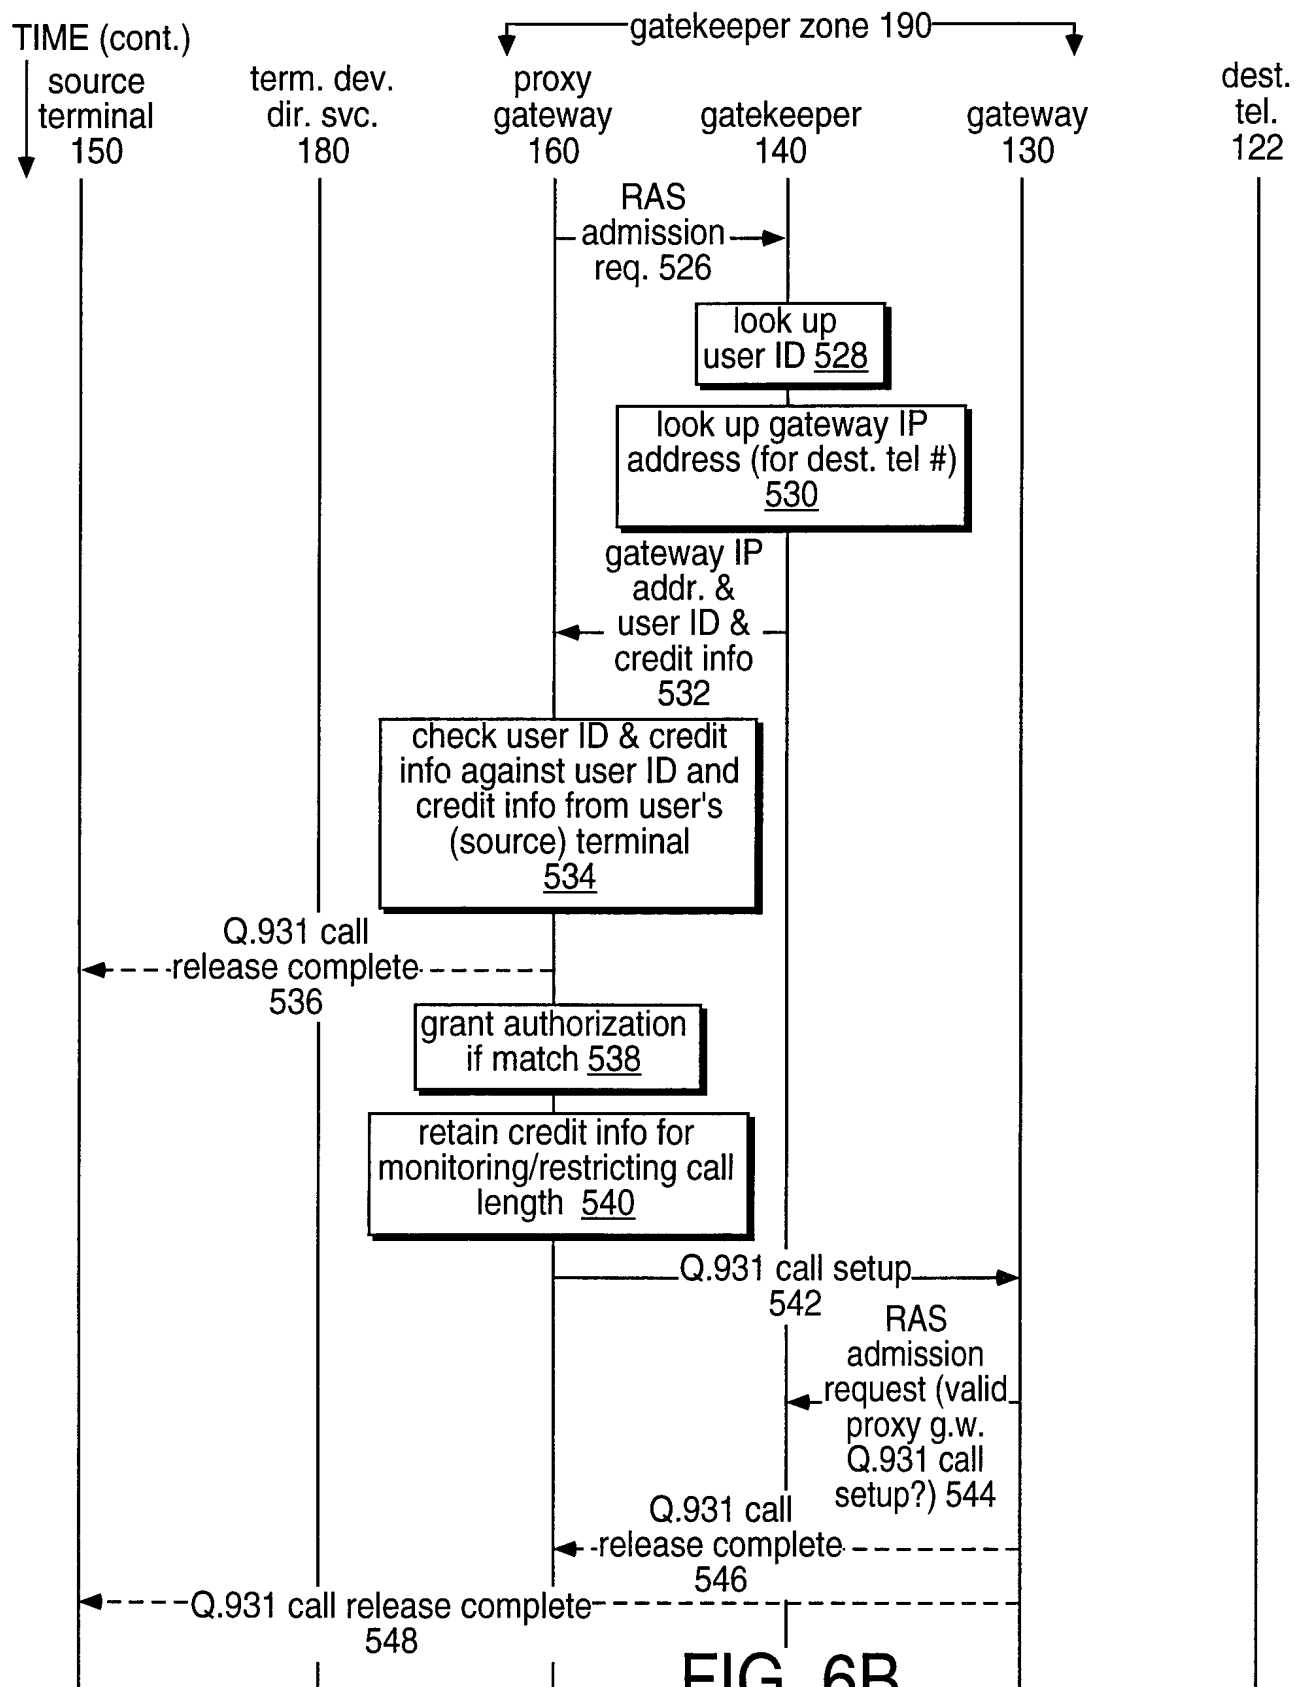 TIME (cont.)
gatekeeper zone 190
source
terminal
150
term. dev.
dir. svc.
180
proxy
gateway
160
gatekeeper
140
gateway
130
dest.
tel.
122
RAS
admission
req. 526
look up
user ID 528
look up gateway IP
address (for dest. tel #)
530
gateway IP
addr. &
user ID &
credit info
532
check user ID & credit
info against user ID and
credit info from user's
(source) terminal
534
Q.931 call
release complete
536
grant authorization
if match 538
retain credit info for
monitoring/restricting call
length 540
Q.931 call setup
542
RAS
admission
request (valid
proxy g.w.
Q.931 call
setup?) 544
Q.931 call
release complete
546
Q.931 call release complete
548
FIG. 6B